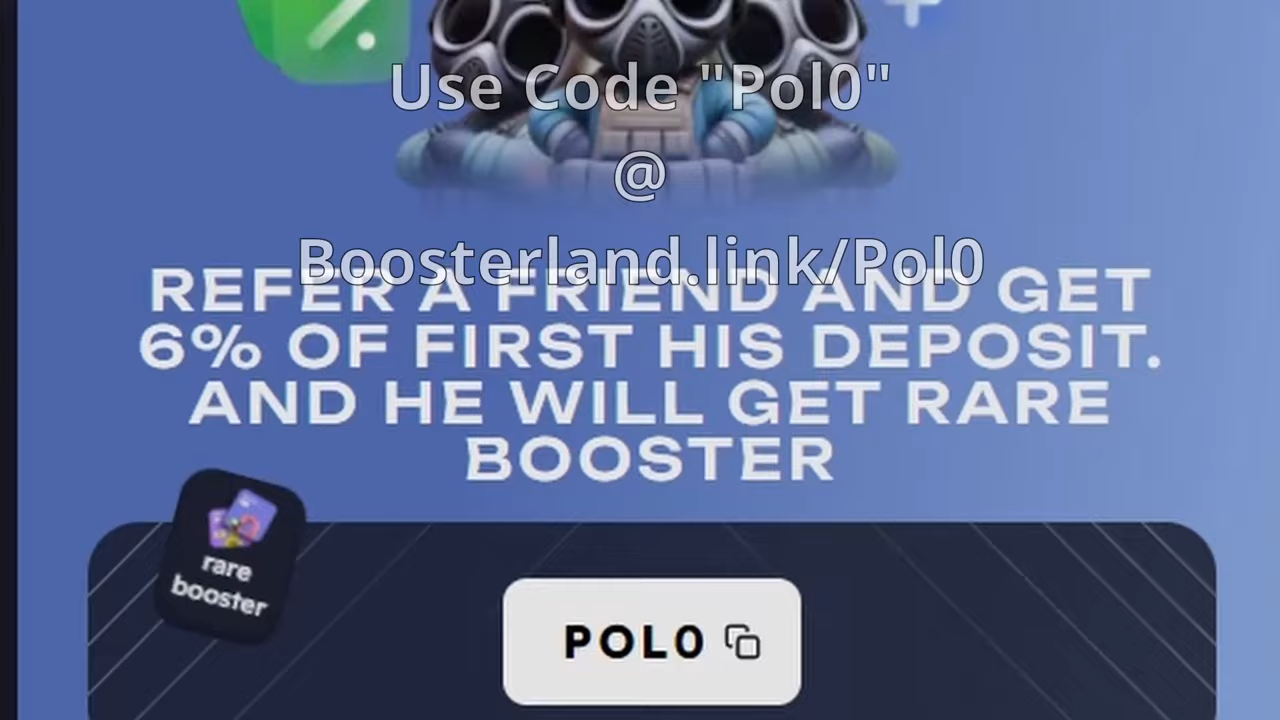 Use Code "Pol0"
@
Boosterland.link/Pol0
REFER A FRIEND AND GET
6% OF FIRST HIS DEPOSIT.
AND HE WILL GET RARE
BOOSTER
rare
booster
POL0